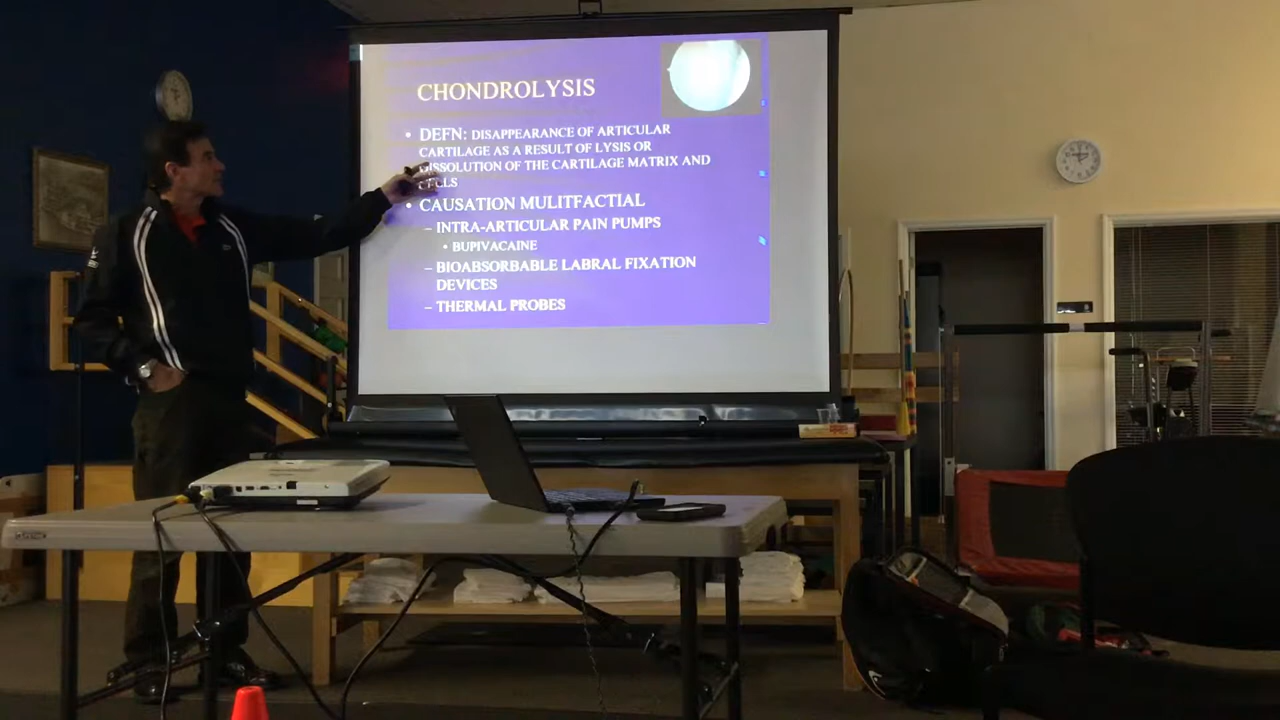 CHONDROLYSIS
• DEFN: DISAPPEARANCE OF ARTICULAR
CARTILAGE AS A RESULT OF LYSIS OR
DISSOLUTION OF THE CARTILAGE MATRIX AND
CELLS
• CAUSATION MULITFACTIAL
– INTRA-ARTICULAR PAIN PUMPS
• BUPIVACAINE
– BIOABSORBABLE LABRAL FIXATION
DEVICES
– THERMAL PROBES